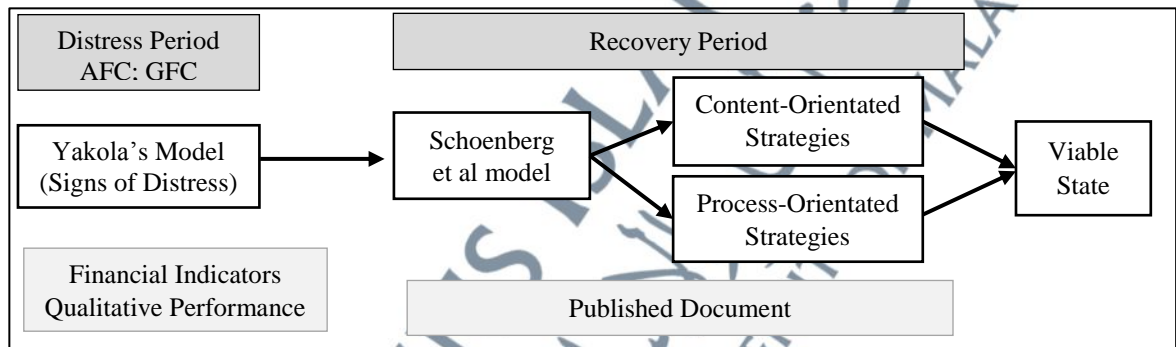 Distress Period
AFC: GFC
Recovery Period
Yakola's Model
(Signs of Distress)
Schoenberg
et al model
Content-Orientated
Strategies
Process-Orientated
Strategies
Viable
State
Financial Indicators
Qualitative Performance
Published Document